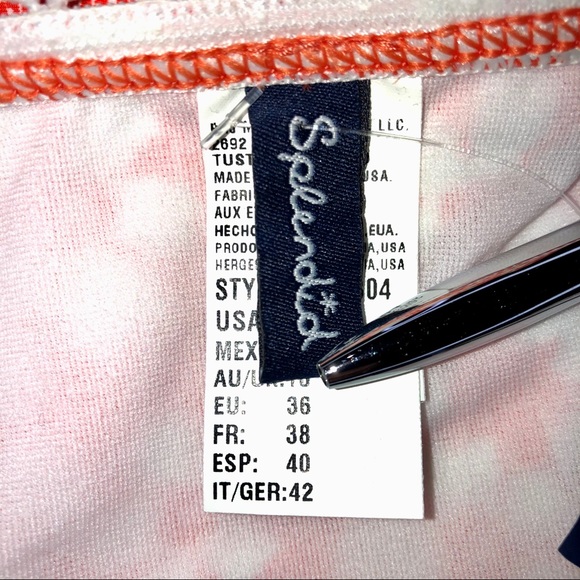 Splendid
LLC.
2692
TUST
MADE USA.
FABRI
AUX E
HECHO EUA.
PRODO A,USA
HERGES A,USA
STY 04
USA
MEX
AU/
EU: 36
FR: 38
ESP: 40
IT/GER:42